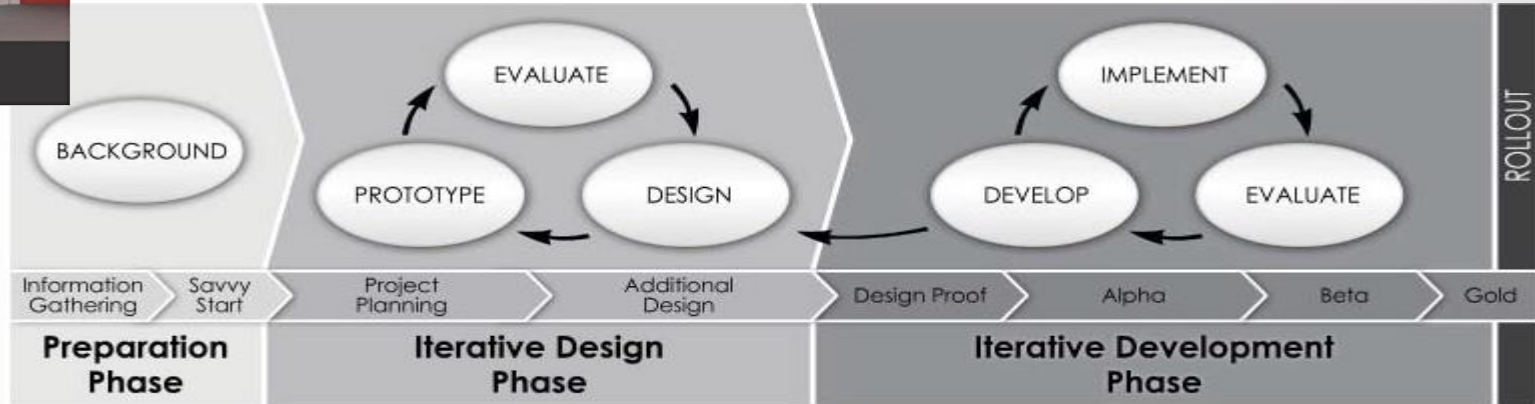 EVALUATE
IMPLEMENT
BACKGROUND
PROTOTYPE
DESIGN
DEVELOP
EVALUATE
ROLLOUT
Information
Gathering
Savvy
Start
Project
Planning
Additional
Design
Design Proof
Alpha
Beta
Gold
Preparation
Phase
Iterative Design
Phase
Iterative Development
Phase